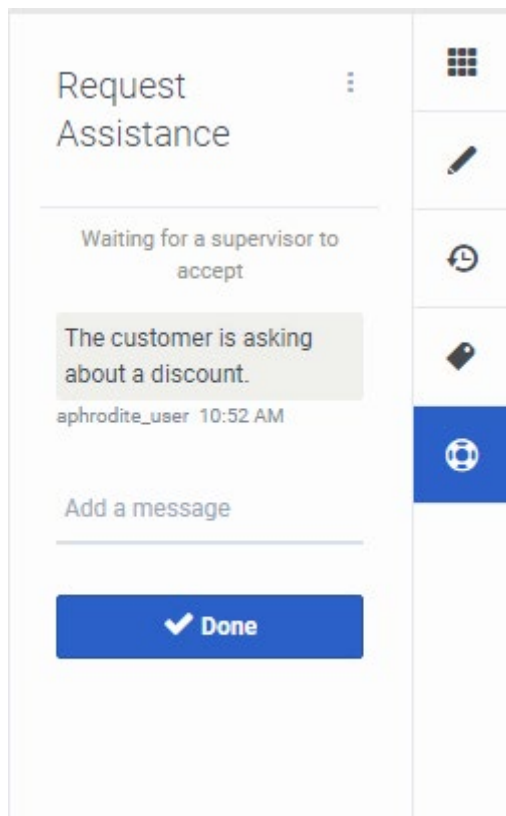 Request
Assistance
Waiting for a supervisor to
accept
The customer is asking
about a discount.
aphrodite_user 10:52 AM
Add a message
Done